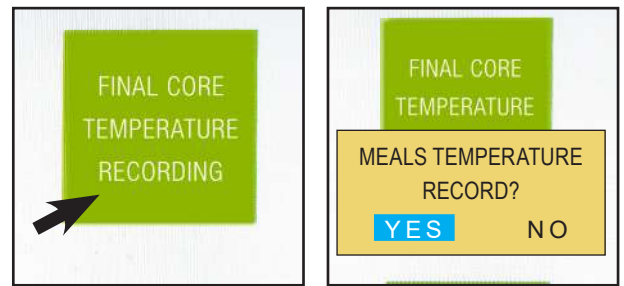 FINAL CORE
TEMPERATURE
RECORDING
FINAL CORE
TEMPERATURE
MEALS TEMPERATURE
RECORD?
YES NO